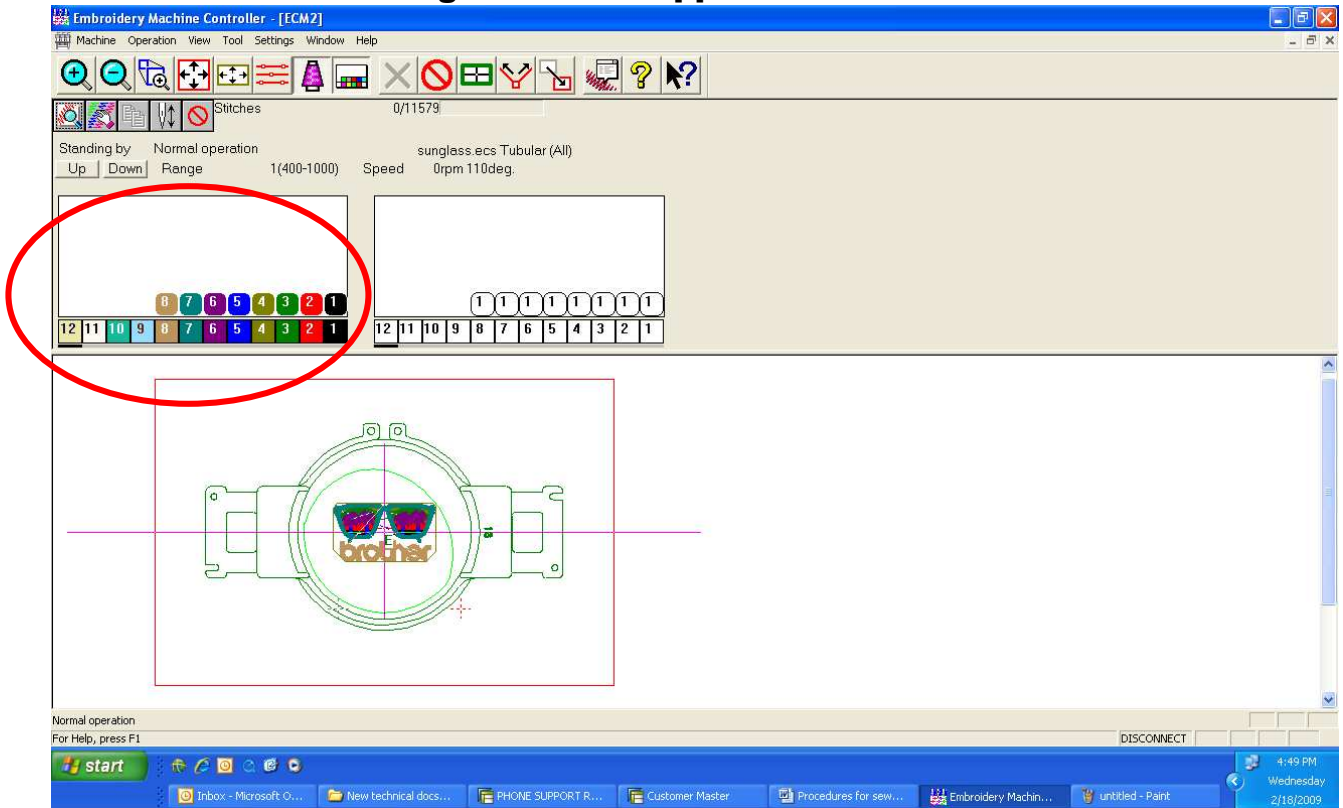 Embroidery Machine Controller - [ECM2]
Machine Operation View Tool Settings Window Help
Stitches 0/11579
Standing by Normal operation sunglass.ecs Tubular (All)
Up Down Range 1(400-1000) Speed 0rpm 110deg.
8 7 6 5 4 3 2 1 1 1 1 1 1 1 1 1
12 11 10 9 8 7 6 5 4 3 2 1 12 11 10 9 8 7 6 5 4 3 2 1
E
brother
Normal operation
For Help, press F1 DISCONNECT
start 4:49 PM
Inbox - Microsoft O... New technical docs... PHONE SUPPORT R... Customer Master Procedures for sew... Embroidery Machin... untitled - Paint Wednesday
2/18/2009